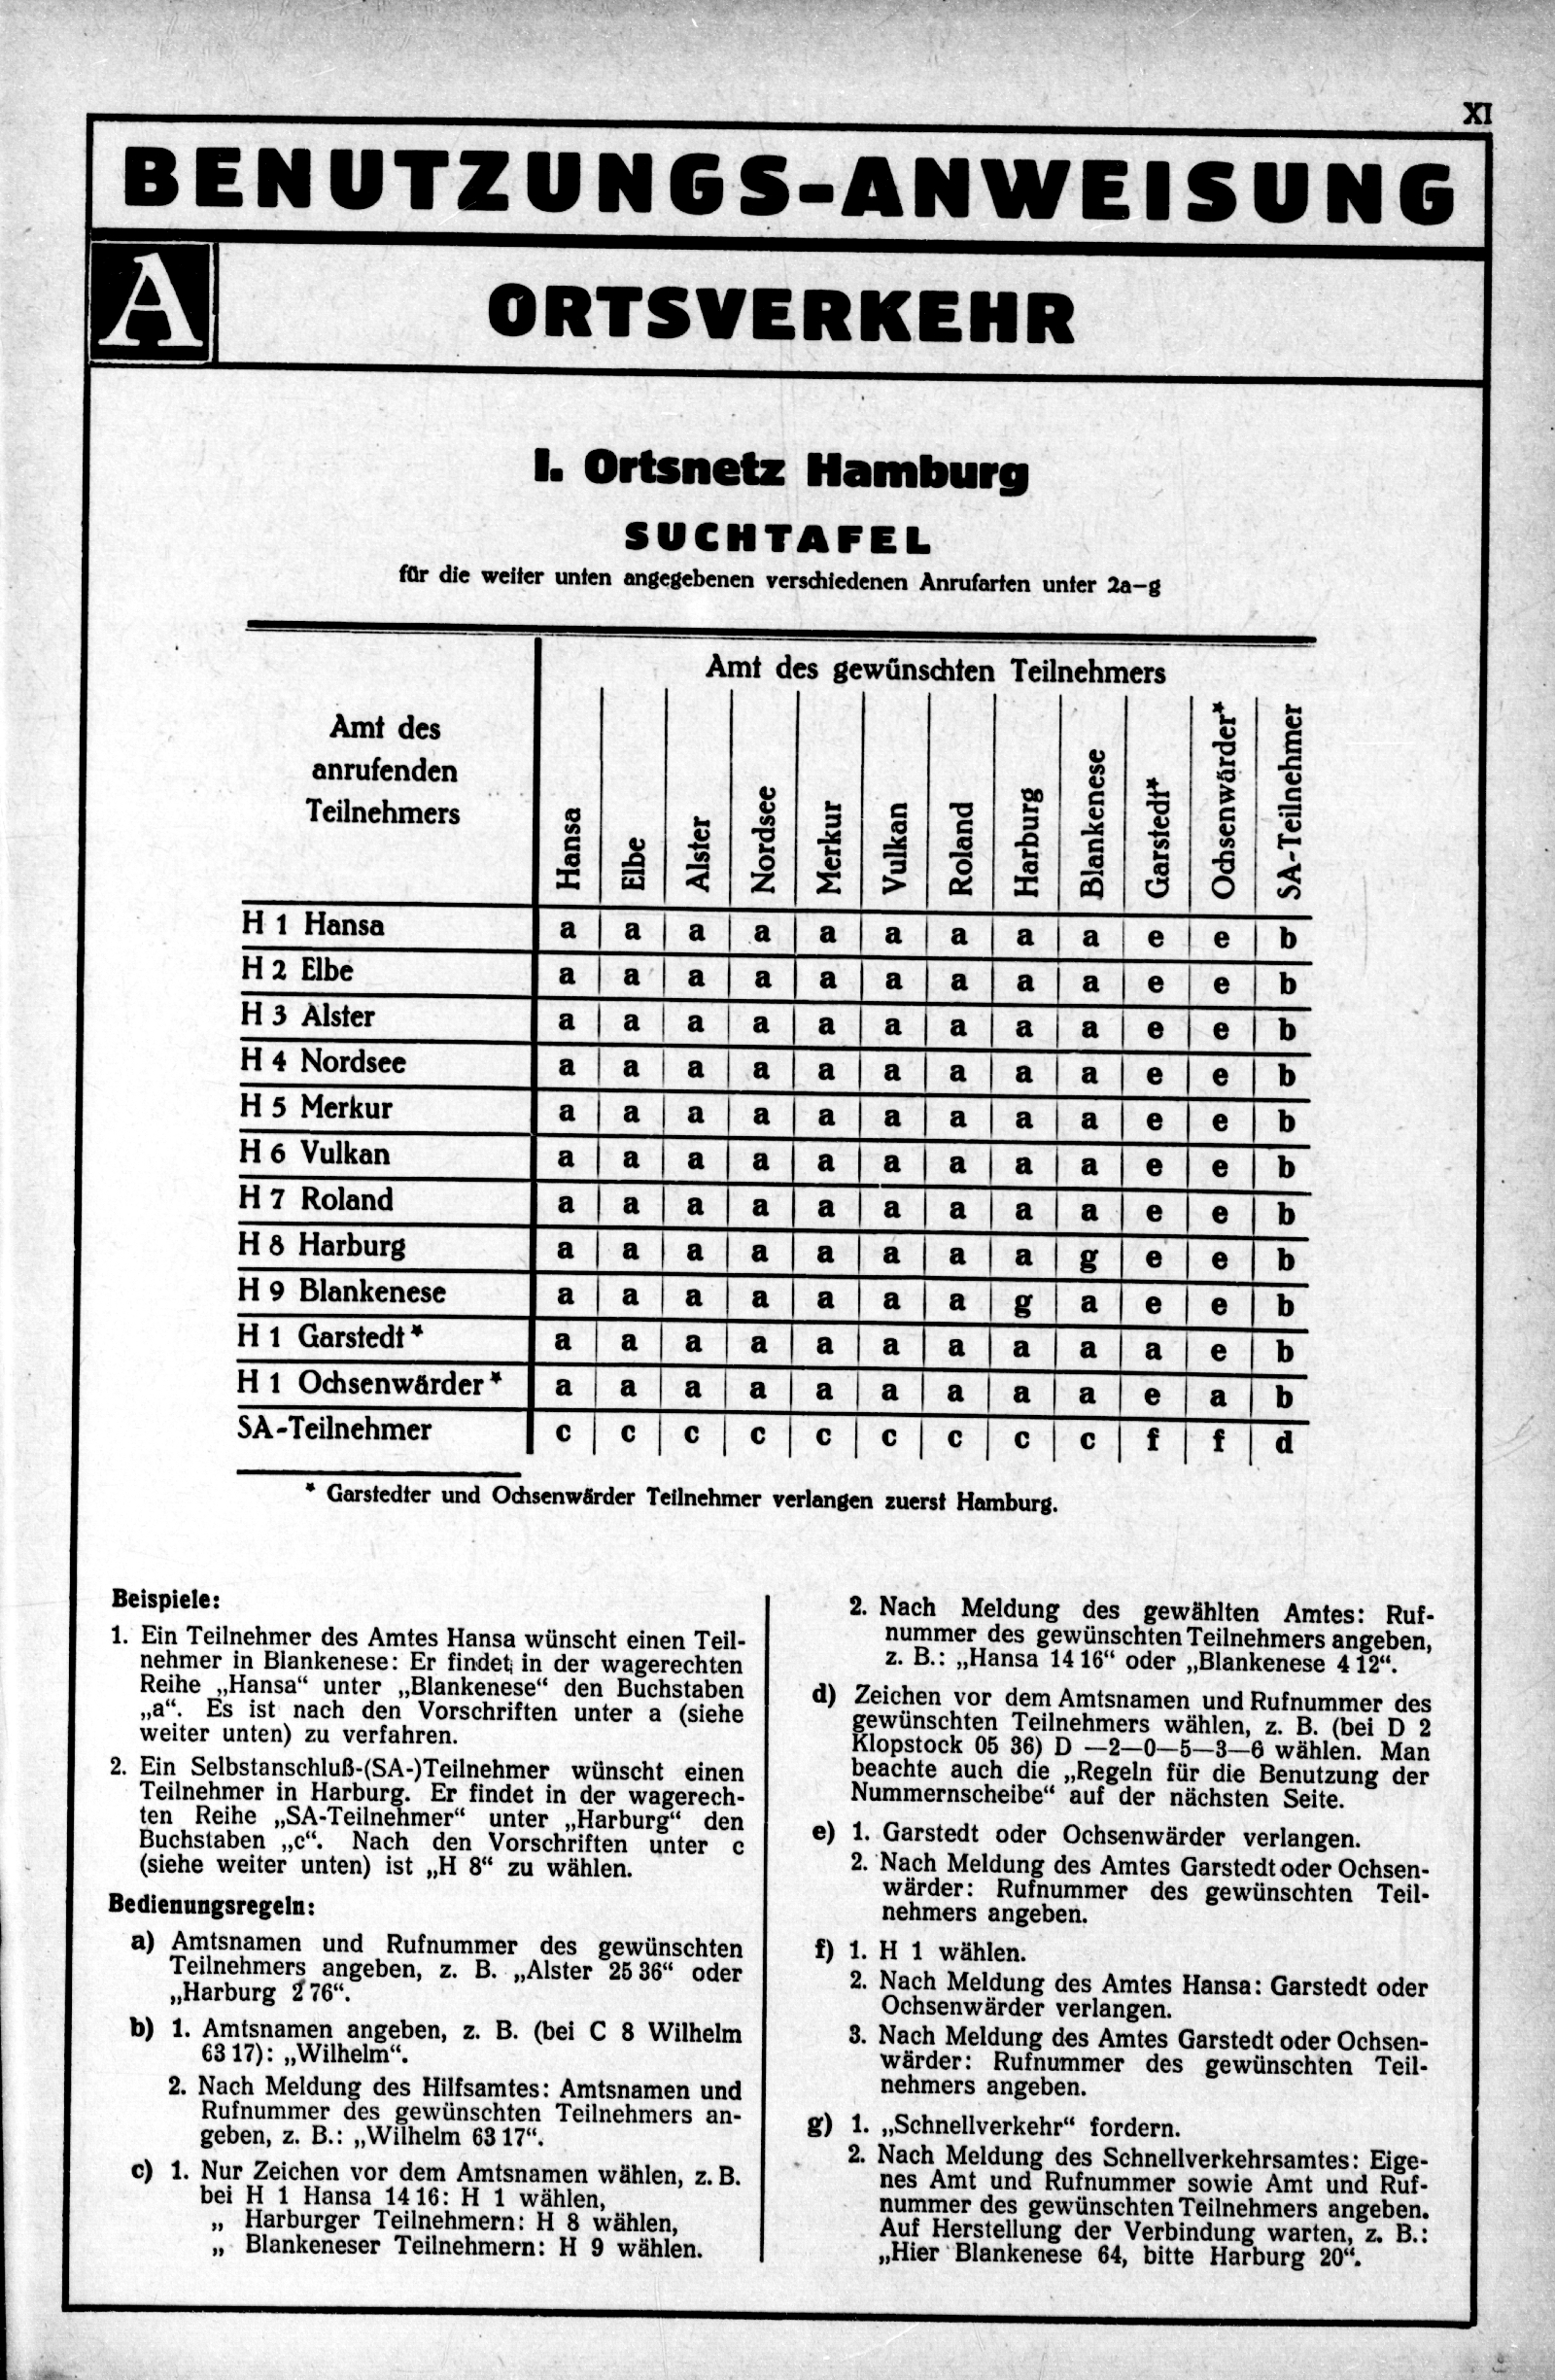 XI
BENUTZUNGS-ANWEISUNG
A
ORTSVERKEHR
I. Ortsnetz Hamburg
SUCHTAFEL
für die weiter unten angegebenen verschiedenen Anrufarten unter 2a–g
Amt des
anrufenden
Teilnehmers
Amt des gewünschten Teilnehmers
Hansa
Elbe
Alster
Nordsee
Merkur
Vulkan
Roland
Harburg
Blankenese
Garstedt*
Ochsenwärder*
SA-Teilnehmer
H 1 Hansa a a a a a a a a a e e b
H 2 Elbe a a a a a a a a a e e b
H 3 Alster a a a a a a a a a e e b
H 4 Nordsee a a a a a a a a a e e b
H 5 Merkur a a a a a a a a a e e b
H 6 Vulkan a a a a a a a a a e e b
H 7 Roland a a a a a a a a a e e b
H 8 Harburg a a a a a a a a g e e b
H 9 Blankenese a a a a a a a g a e e b
H 1 Garstedt* a a a a a a a a a a e b
H 1 Ochsenwärder* a a a a a a a a a e a b
SA-Teilnehmer c c c c c c c c c f f d
* Garstedter und Ochsenwärder Teilnehmer verlangen zuerst Hamburg.
Beispiele:
1. Ein Teilnehmer des Amtes Hansa wünscht einen Teil-
nehmer in Blankenese: Er findet in der wagerechten
Reihe „Hansa“ unter „Blankenese“ den Buchstaben
„a“. Es ist nach den Vorschriften unter a (siehe
weiter unten) zu verfahren.
2. Ein Selbstanschluß-(SA-)Teilnehmer wünscht einen
Teilnehmer in Harburg. Er findet in der wagerech-
ten Reihe „SA-Teilnehmer“ unter „Harburg“ den
Buchstaben „c“. Nach den Vorschriften unter c
(siehe weiter unten) ist „H 8“ zu wählen.
Bedienungsregeln:
a) Amtsnamen und Rufnummer des gewünschten
Teilnehmers angeben, z. B. „Alster 25 36“ oder
„Harburg 2 76“.
b) 1. Amtsnamen angeben, z. B. (bei C 8 Wilhelm
63 17): „Wilhelm“.
2. Nach Meldung des Hilfsamtes: Amtsnamen und
Rufnummer des gewünschten Teilnehmers an-
geben, z. B.: „Wilhelm 63 17“.
c) 1. Nur Zeichen vor dem Amtsnamen wählen, z. B.
bei H 1 Hansa 14 16: H 1 wählen,
„ Harburger Teilnehmern: H 8 wählen,
„ Blankeneser Teilnehmern: H 9 wählen.
2. Nach Meldung des gewählten Amtes: Ruf-
nummer des gewünschten Teilnehmers angeben,
z. B.: „Hansa 14 16“ oder „Blankenese 4 12“.
d) Zeichen vor dem Amtsnamen und Rufnummer des
gewünschten Teilnehmers wählen, z. B. (bei D 2
Klopstock 05 36) D —2—0—5—3—6 wählen. Man
beachte auch die „Regeln für die Benutzung der
Nummernscheibe“ auf der nächsten Seite.
e) 1. Garstedt oder Ochsenwärder verlangen.
2. Nach Meldung des Amtes Garstedt oder Ochsen-
wärder: Rufnummer des gewünschten Teil-
nehmers angeben.
f) 1. H 1 wählen.
2. Nach Meldung des Amtes Hansa: Garstedt oder
Ochsenwärder verlangen.
3. Nach Meldung des Amtes Garstedt oder Ochsen-
wärder: Rufnummer des gewünschten Teil-
nehmers angeben.
g) 1. „Schnellverkehr“ fordern.
2. Nach Meldung des Schnellverkehrsamtes: Eige-
nes Amt und Rufnummer sowie Amt und Ruf-
nummer des gewünschten Teilnehmers angeben.
Auf Herstellung der Verbindung warten, z. B.:
„Hier Blankenese 64, bitte Harburg 20“.